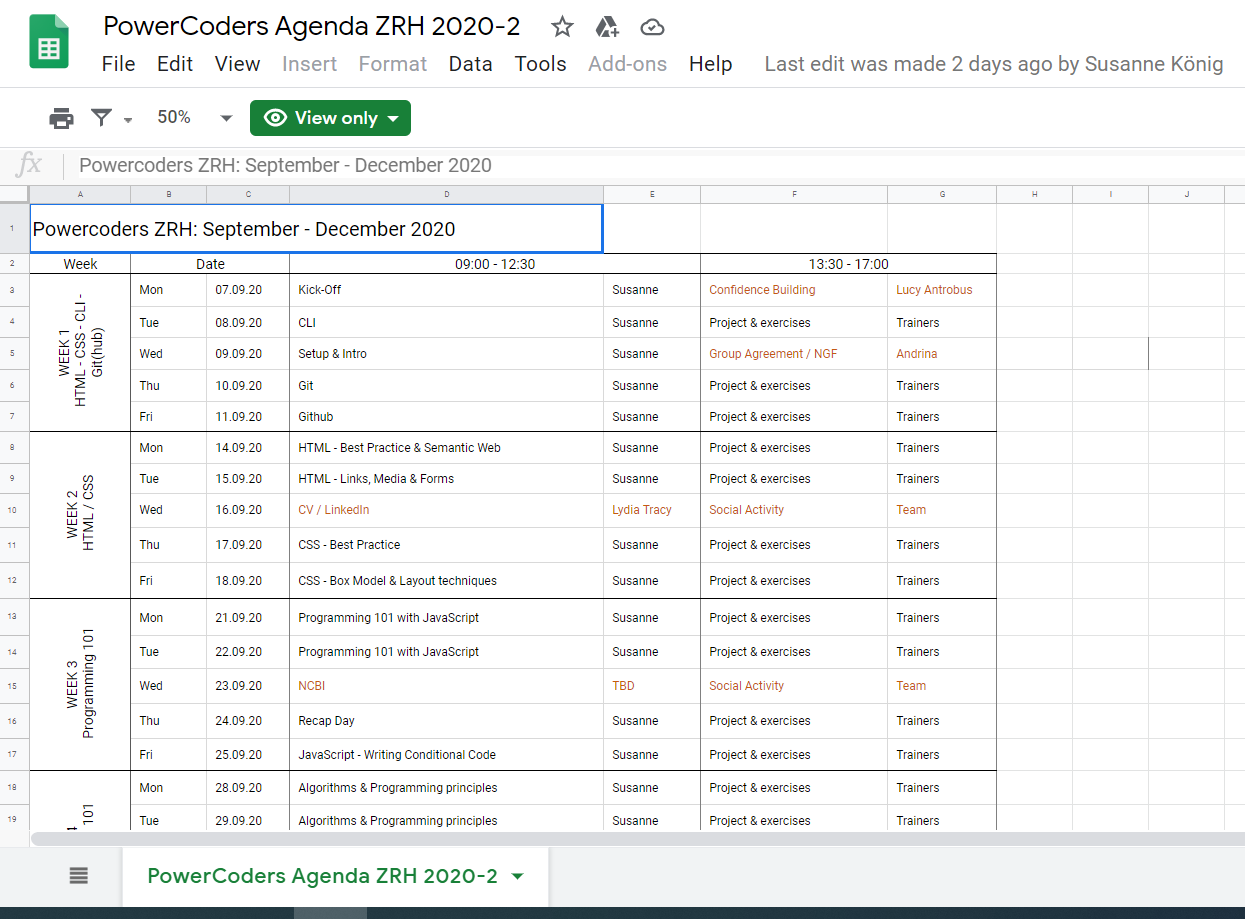 PowerCoders Agenda ZRH 2020-2
File Edit View Insert Format Data Tools Add-ons Help Last edit was made 2 days ago by Susanne König
50% View only
fx Powercoders ZRH: September - December 2020
A B C D E F G H I J
1 Powercoders ZRH: September - December 2020
2 Week Date 09:00 - 12:30 13:30 - 17:00
WEEK 1
HTML - CSS - CLI -
Git(hub)
3 Mon 07.09.20 Kick-Off Susanne Confidence Building Lucy Antrobus
4 Tue 08.09.20 CLI Susanne Project & exercises Trainers
5 Wed 09.09.20 Setup & Intro Susanne Group Agreement / NGF Andrina
6 Thu 10.09.20 Git Susanne Project & exercises Trainers
7 Fri 11.09.20 Github Susanne Project & exercises Trainers
WEEK 2
HTML / CSS
8 Mon 14.09.20 HTML - Best Practice & Semantic Web Susanne Project & exercises Trainers
9 Tue 15.09.20 HTML - Links, Media & Forms Susanne Project & exercises Trainers
10 Wed 16.09.20 CV / LinkedIn Lydia Tracy Social Activity Team
11 Thu 17.09.20 CSS - Best Practice Susanne Project & exercises Trainers
12 Fri 18.09.20 CSS - Box Model & Layout techniques Susanne Project & exercises Trainers
WEEK 3
Programming 101
13 Mon 21.09.20 Programming 101 with JavaScript Susanne Project & exercises Trainers
14 Tue 22.09.20 Programming 101 with JavaScript Susanne Project & exercises Trainers
15 Wed 23.09.20 NCBI TBD Social Activity Team
16 Thu 24.09.20 Recap Day Susanne Project & exercises Trainers
17 Fri 25.09.20 JavaScript - Writing Conditional Code Susanne Project & exercises Trainers
101
18 Mon 28.09.20 Algorithms & Programming principles Susanne Project & exercises Trainers
19 Tue 29.09.20 Algorithms & Programming principles Susanne Project & exercises Trainers
PowerCoders Agenda ZRH 2020-2